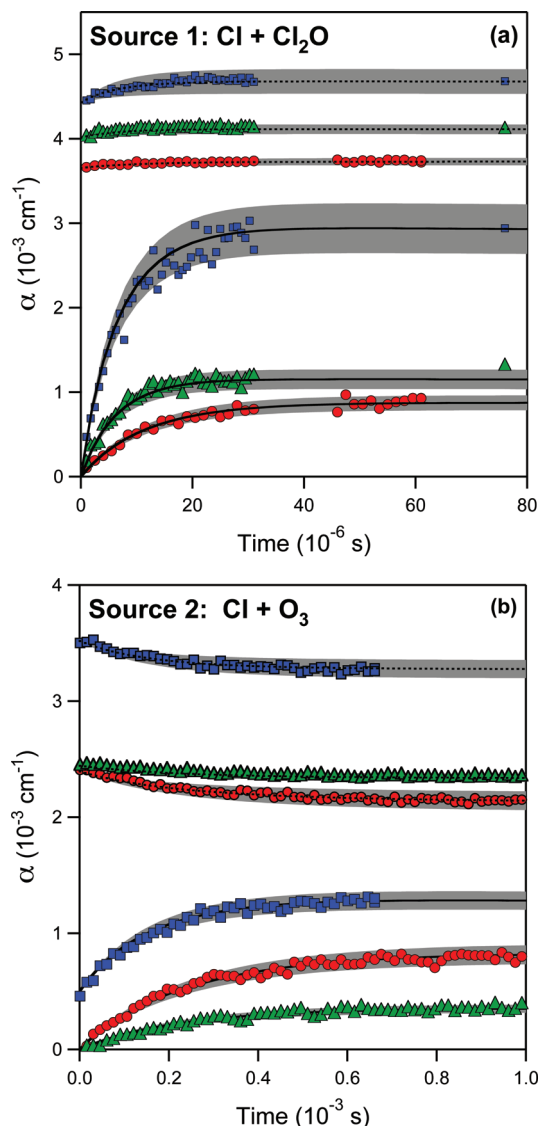 Source 1: Cl + Cl₂O (a)
5
4
3
2
1
0
α (10⁻³ cm⁻¹)
0 20 40 60 80
Time (10⁻⁶ s)
Source 2: Cl + O₃ (b)
4
3
2
1
0
α (10⁻³ cm⁻¹)
0.0 0.2 0.4 0.6 0.8 1.0
Time (10⁻³ s)